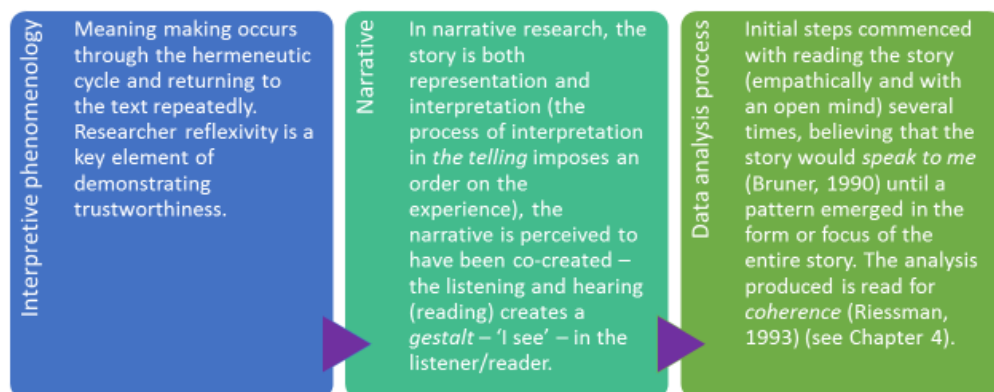 Interpretive phenomenology
Meaning making occurs
through the hermeneutic
cycle and returning to
the text repeatedly.
Researcher reflexivity is a
key element of
demonstrating
trustworthiness.
Narrative
In narrative research, the
story is both
representation and
interpretation (the
process of interpretation
in the telling imposes an
order on the
experience), the
narrative is perceived to
have been co-created –
the listening and hearing
(reading) creates a
gestalt – ‘I see’ – in the
listener/reader.
Data analysis process
Initial steps commenced
with reading the story
(empathically and with
an open mind) several
times, believing that the
story would speak to me
(Bruner, 1990) until a
pattern emerged in the
form or focus of the
entire story. The analysis
produced is read for
coherence (Riessman,
1993) (see Chapter 4).